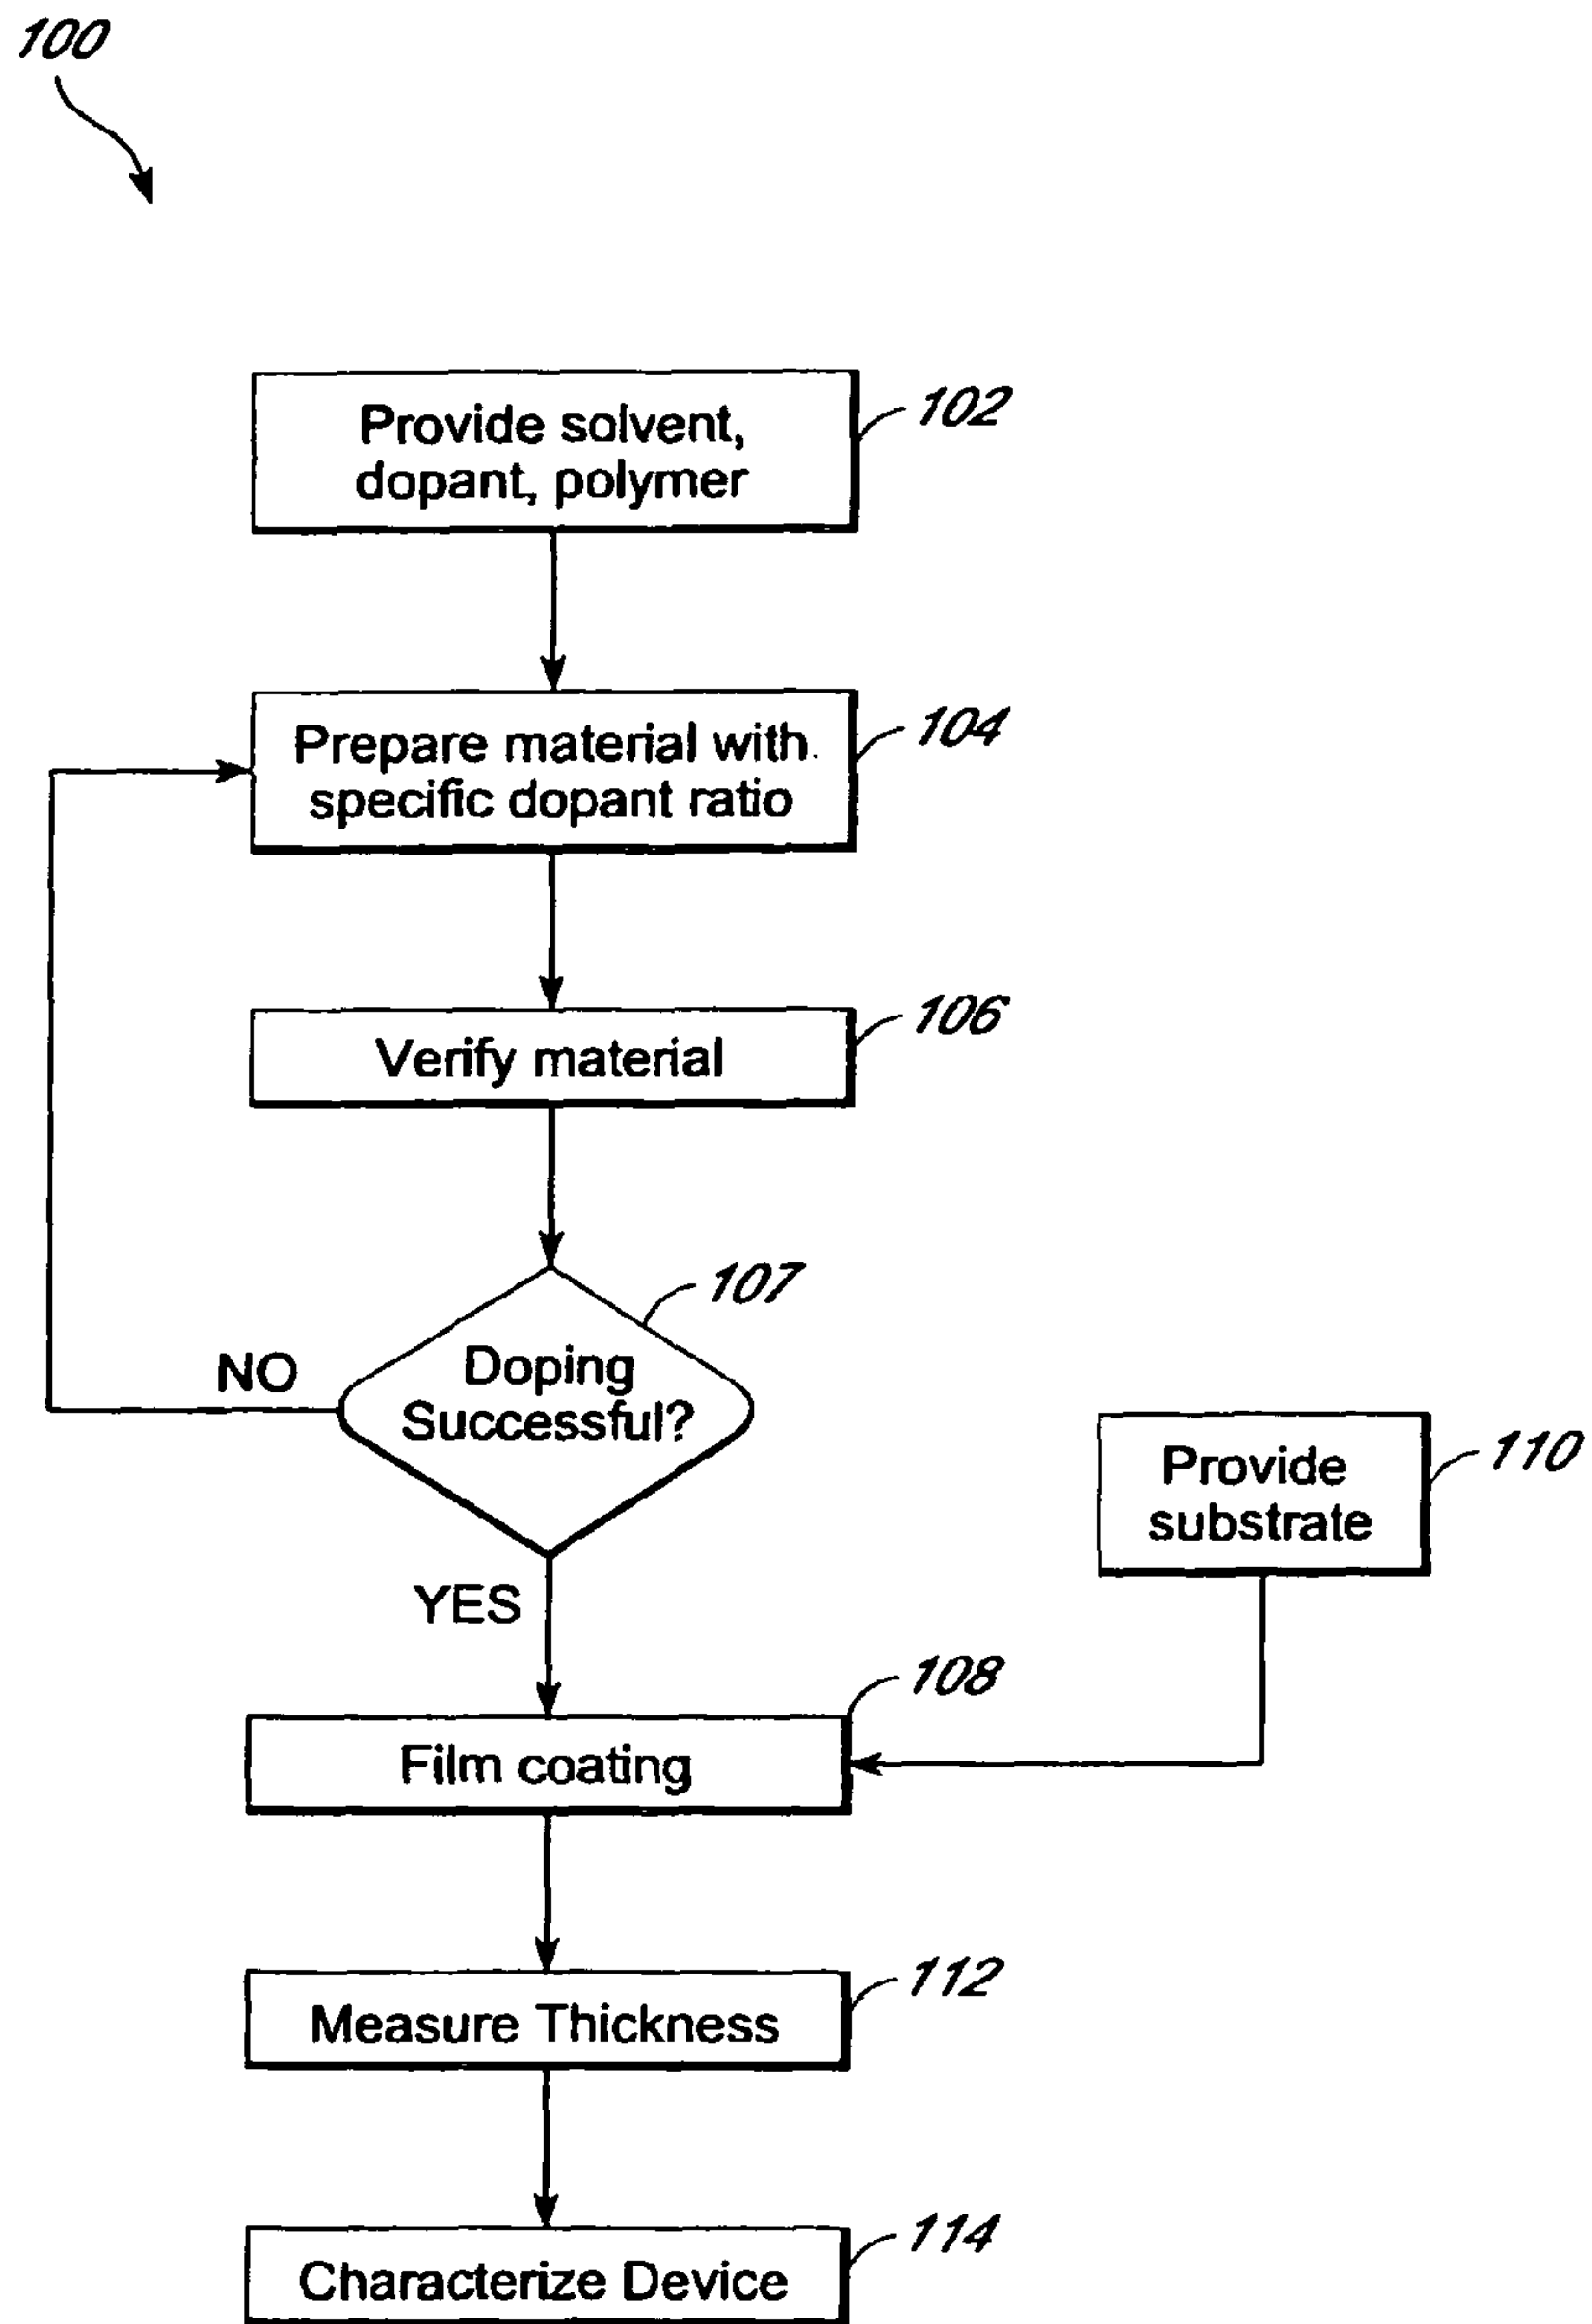 100
Provide solvent,
dopant, polymer
102
Prepare material with
specific dopant ratio
104
Verify material
106
107
Doping
Successful?
NO
YES
Provide
substrate
110
108
Film coating
112
Measure Thickness
114
Characterize Device